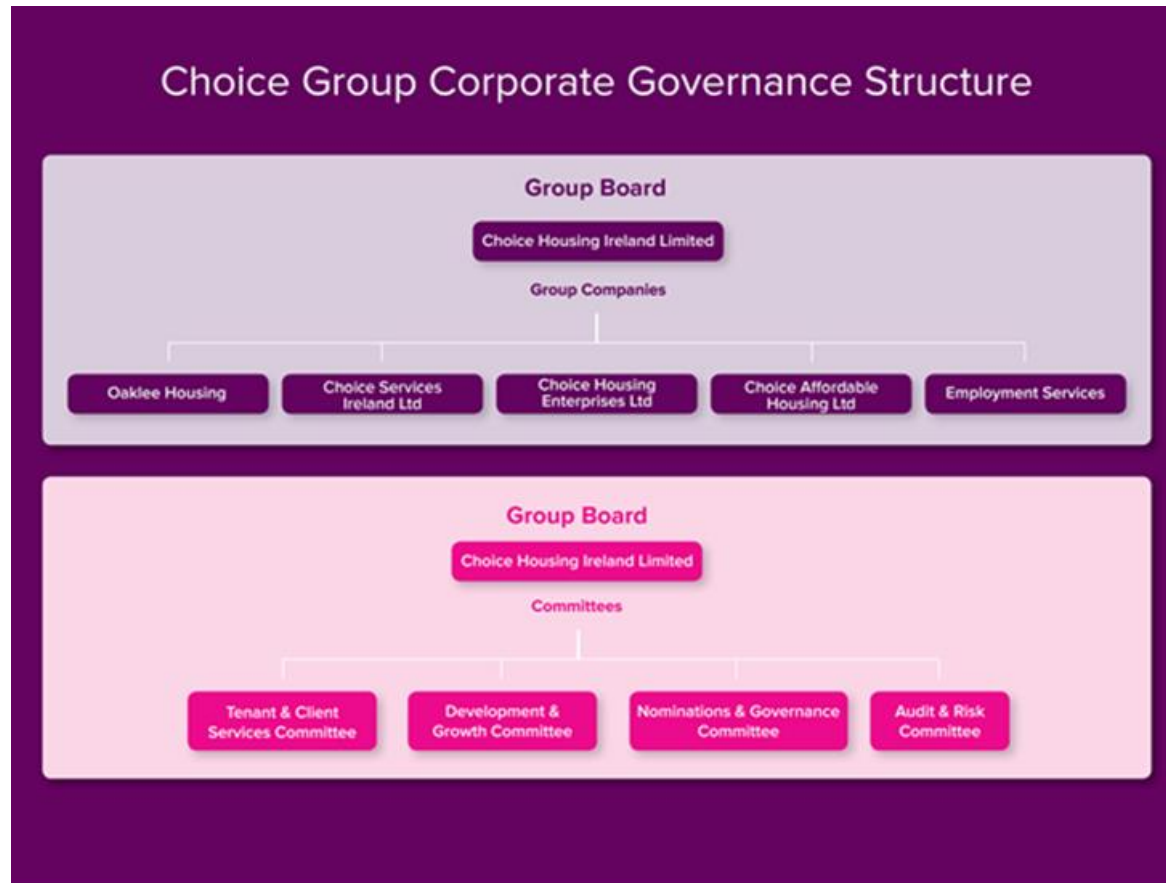 Choice Group Corporate Governance Structure
Group Board
Choice Housing Ireland Limited
Group Companies
Oaklee Housing
Choice Services
Ireland Ltd
Choice Housing
Enterprises Ltd
Choice Affordable
Housing Ltd
Employment Services
Group Board
Choice Housing Ireland Limited
Committees
Tenant & Client
Services Committee
Development &
Growth Committee
Nominations & Governance
Committee
Audit & Risk
Committee